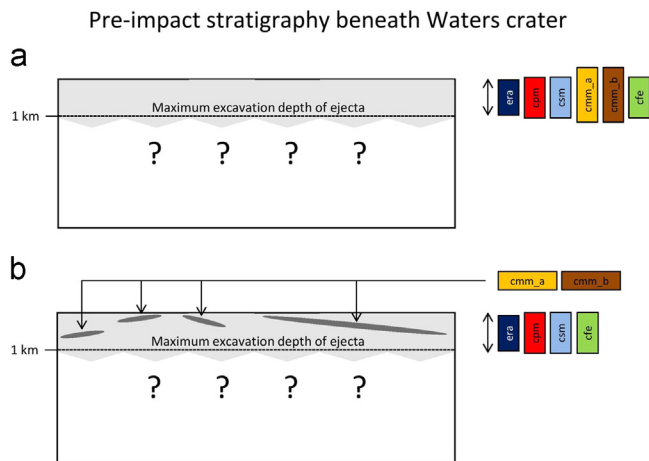 Pre-impact stratigraphy beneath Waters crater
a
Maximum excavation depth of ejecta
1 km
? ? ? ?
era cpm csm cmm_a cmm_b cfe
b
cmm_a cmm_b
Maximum excavation depth of ejecta
1 km
? ? ? ?
era cpm csm cfe